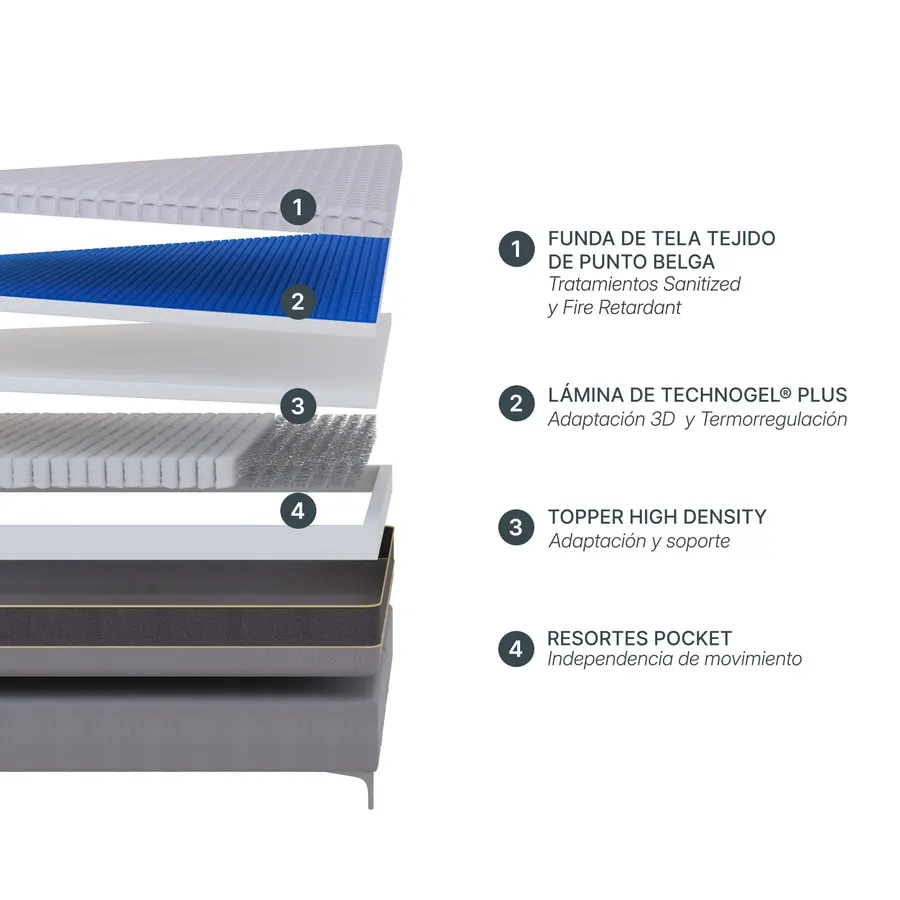 1
2
3
4
1
FUNDA DE TELA TEJIDO
DE PUNTO BELGA
Tratamientos Sanitized
y Fire Retardant
2
LÁMINA DE TECHNOGEL® PLUS
Adaptación 3D y Termorregulación
3
TOPPER HIGH DENSITY
Adaptación y soporte
4
RESORTES POCKET
Independencia de movimiento